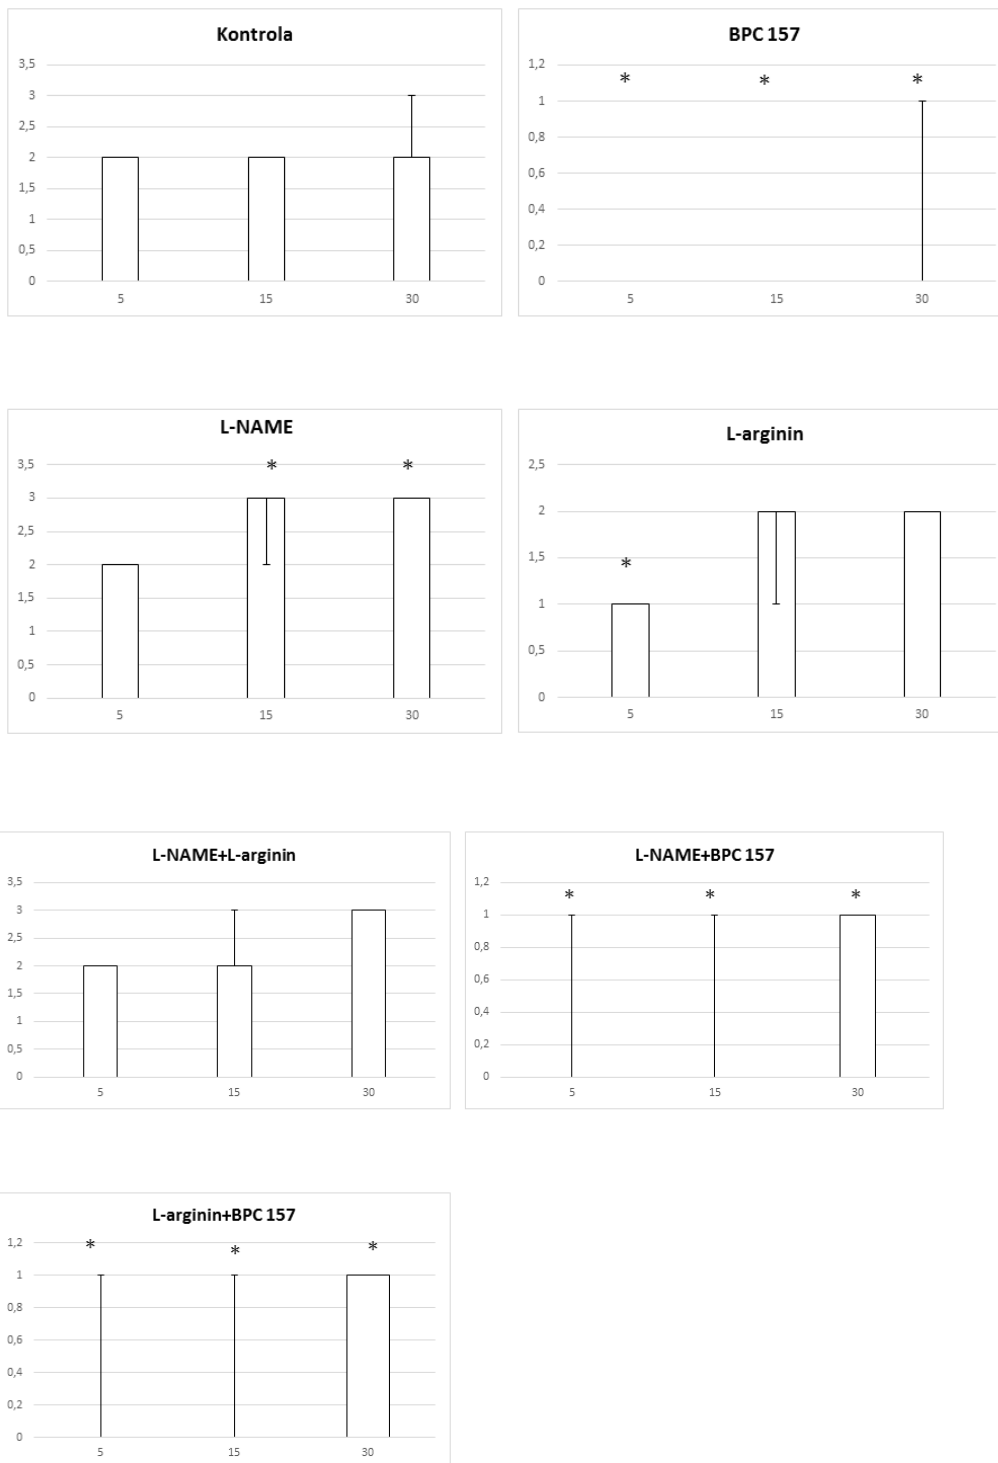 Kontrola
3,5
3
2,5
2
1,5
1
0,5
0
5 15 30
BPC 157
1,2
* * *
1
0,8
0,6
0,4
0,2
0
5 15 30
L-NAME
3,5 * *
3
2,5
2
1,5
1
0,5
0
5 15 30
L-arginin
2,5
2
1,5 *
1
0,5
0
5 15 30
L-NAME+L-arginin
3,5
3
2,5
2
1,5
1
0,5
0
5 15 30
L-NAME+BPC 157
1,2
* * *
1
0,8
0,6
0,4
0,2
0
5 15 30
L-arginin+BPC 157
1,2 * * *
1
0,8
0,6
0,4
0,2
0
5 15 30